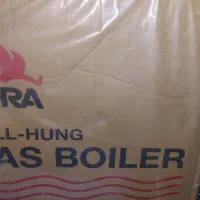 RA
LL-HUNG
AS BOILER